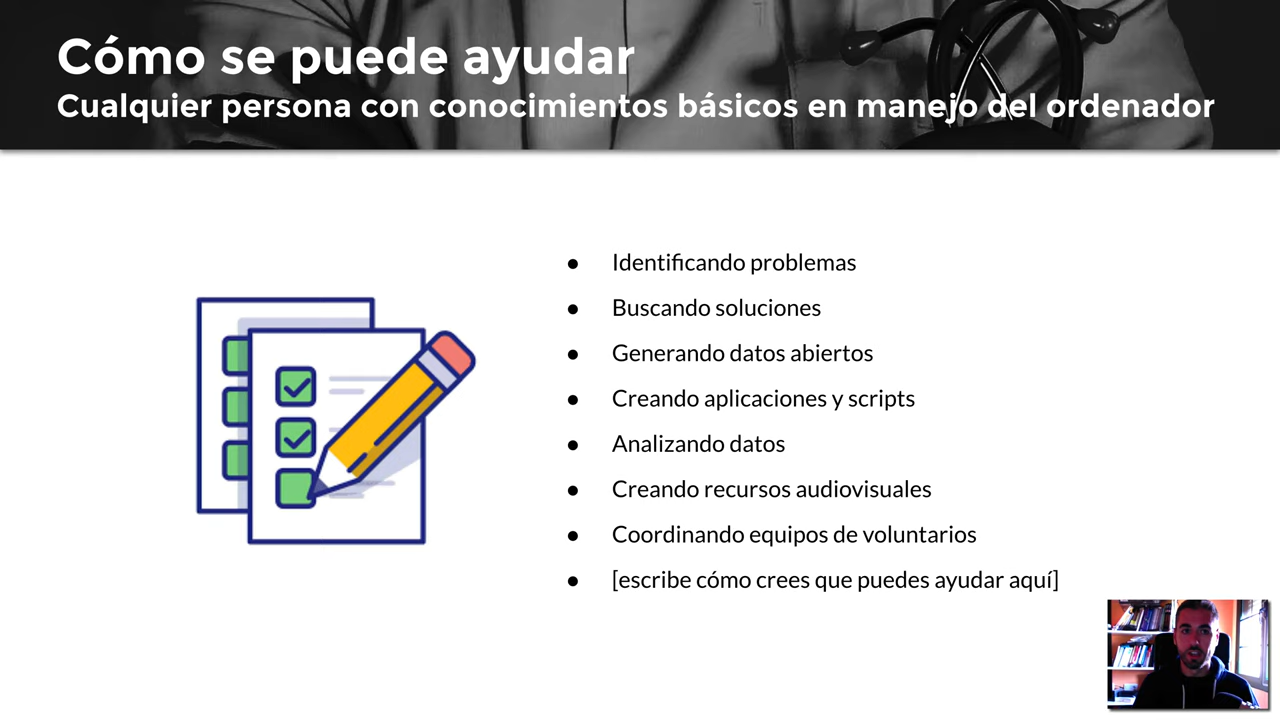 Cómo se puede ayudar
Cualquier persona con conocimientos básicos en manejo del ordenador
● Identificando problemas
● Buscando soluciones
● Generando datos abiertos
● Creando aplicaciones y scripts
● Analizando datos
● Creando recursos audiovisuales
● Coordinando equipos de voluntarios
● [escribe cómo crees que puedes ayudar aquí]